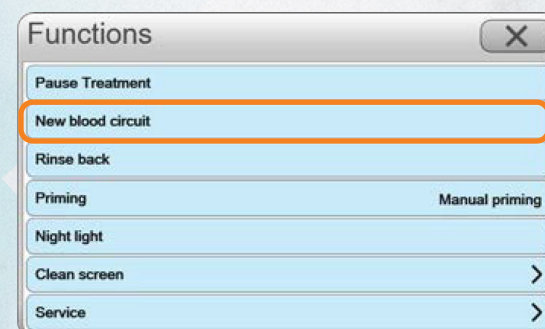 Functions
Pause Treatment
New blood circuit
Rinse back
Priming Manual priming
Night light
Clean screen
Service